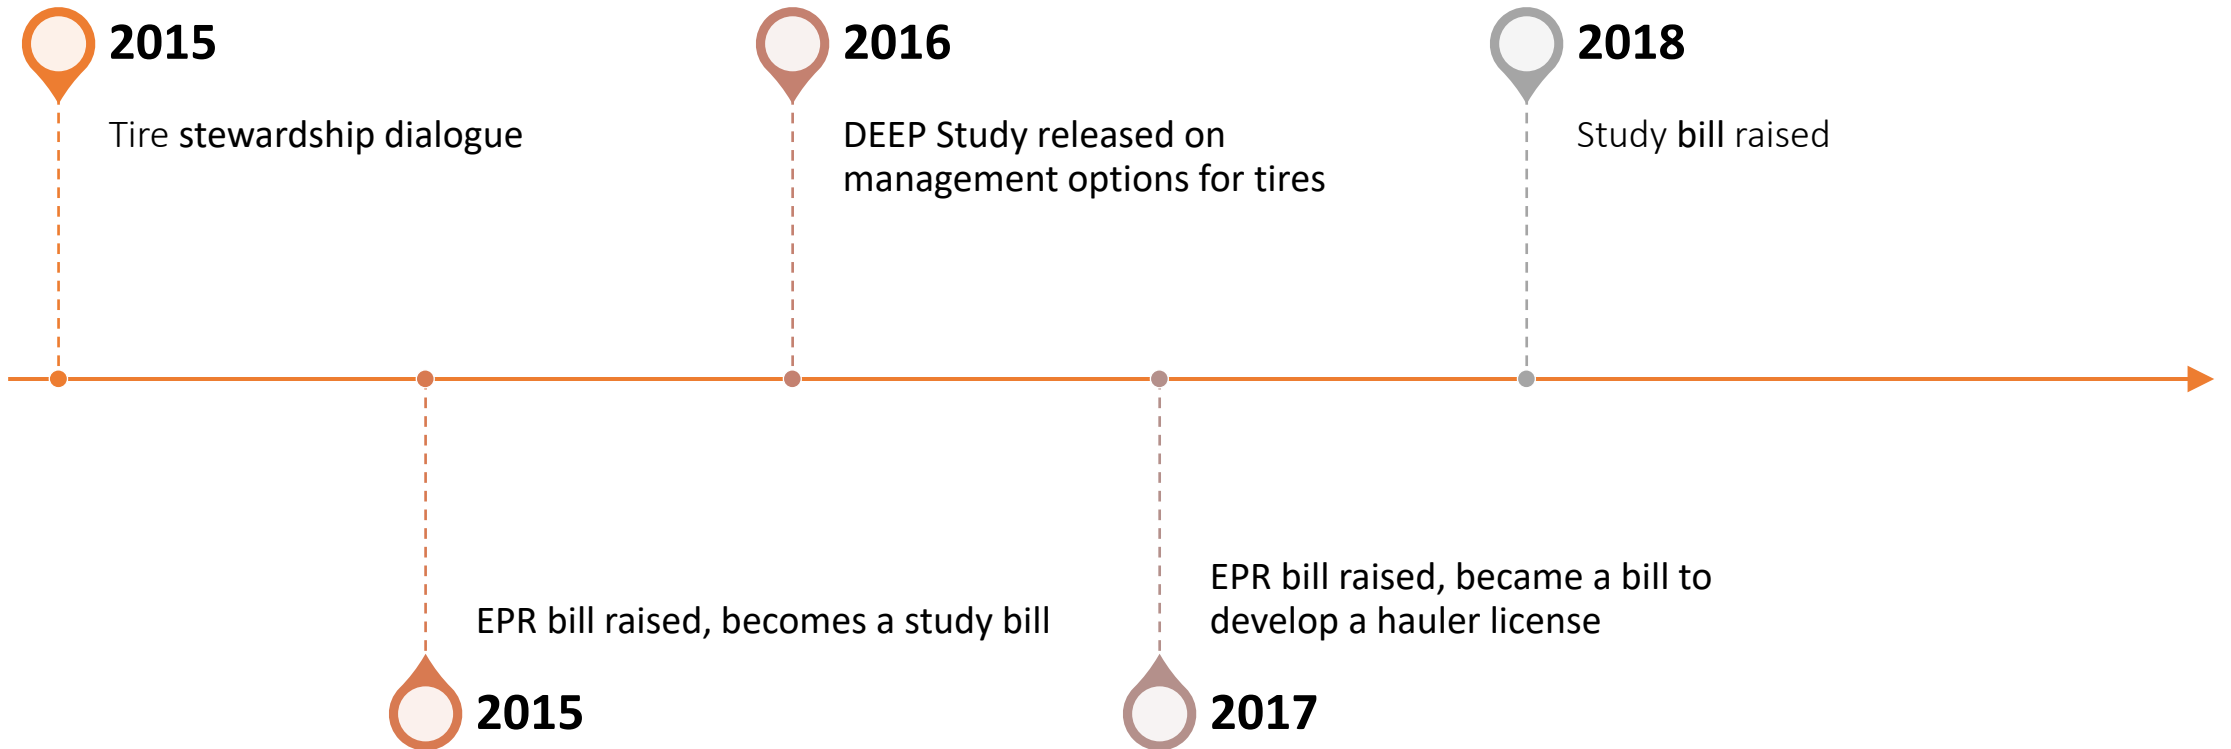 2015
Tire stewardship dialogue
2016
DEEP Study released on
management options for tires
2018
Study bill raised
EPR bill raised, becomes a study bill
2015
EPR bill raised, became a bill to
develop a hauler license
2017